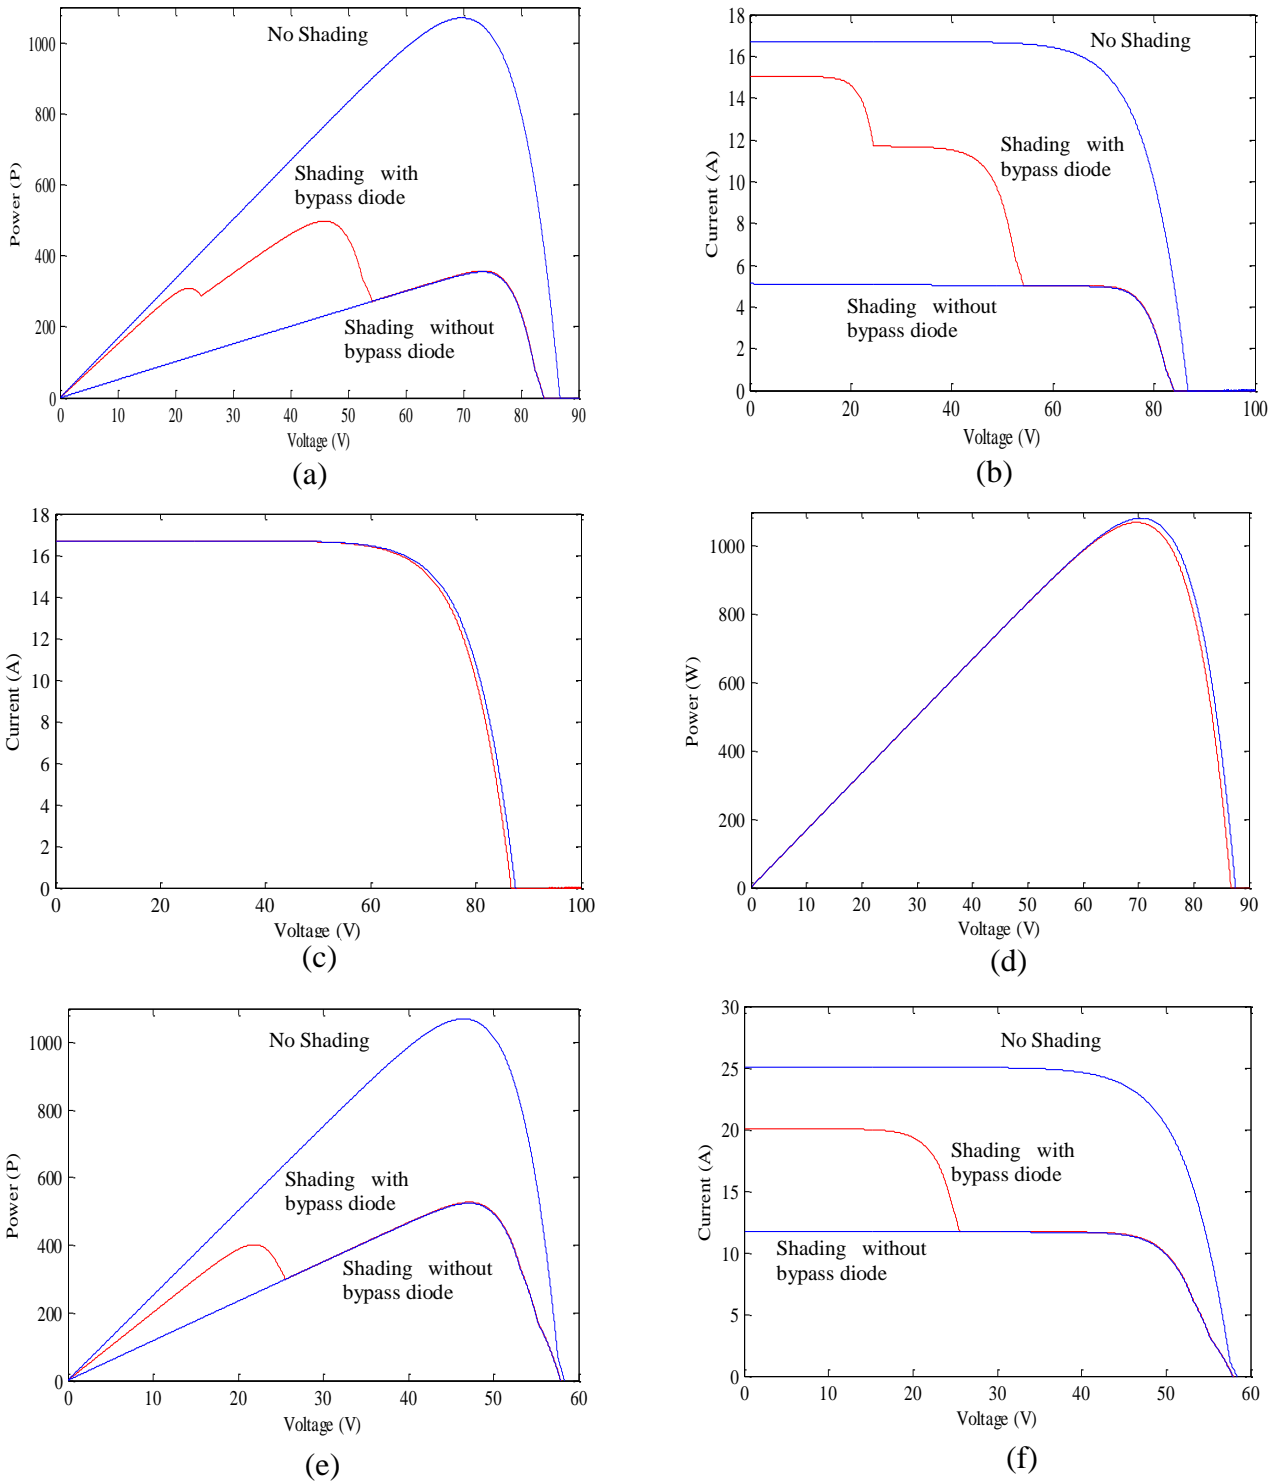 No Shading
1000
800
600
400
200
0
Power (P)
Shading with
bypass diode
Shading without
bypass diode
0 10 20 30 40 50 60 70 80 90
Voltage (V)
(a)
18
16
14
12
10
8
6
4
2
0
Current (A)
No Shading
Shading with
bypass diode
Shading without
bypass diode
0 20 40 60 80 100
Voltage (V)
(b)
18
16
14
12
10
8
6
4
2
0
Current (A)
0 20 40 60 80 100
Voltage (V)
(c)
1000
800
600
400
200
0
Power (W)
0 10 20 30 40 50 60 70 80 90
Voltage (V)
(d)
No Shading
1000
800
600
400
200
0
Power (P)
Shading with
bypass diode
Shading without
bypass diode
0 10 20 30 40 50 60
Voltage (V)
(e)
30
25
20
15
10
5
0
Current (A)
No Shading
Shading with
bypass diode
Shading without
bypass diode
0 10 20 30 40 50 60
Voltage (V)
(f)